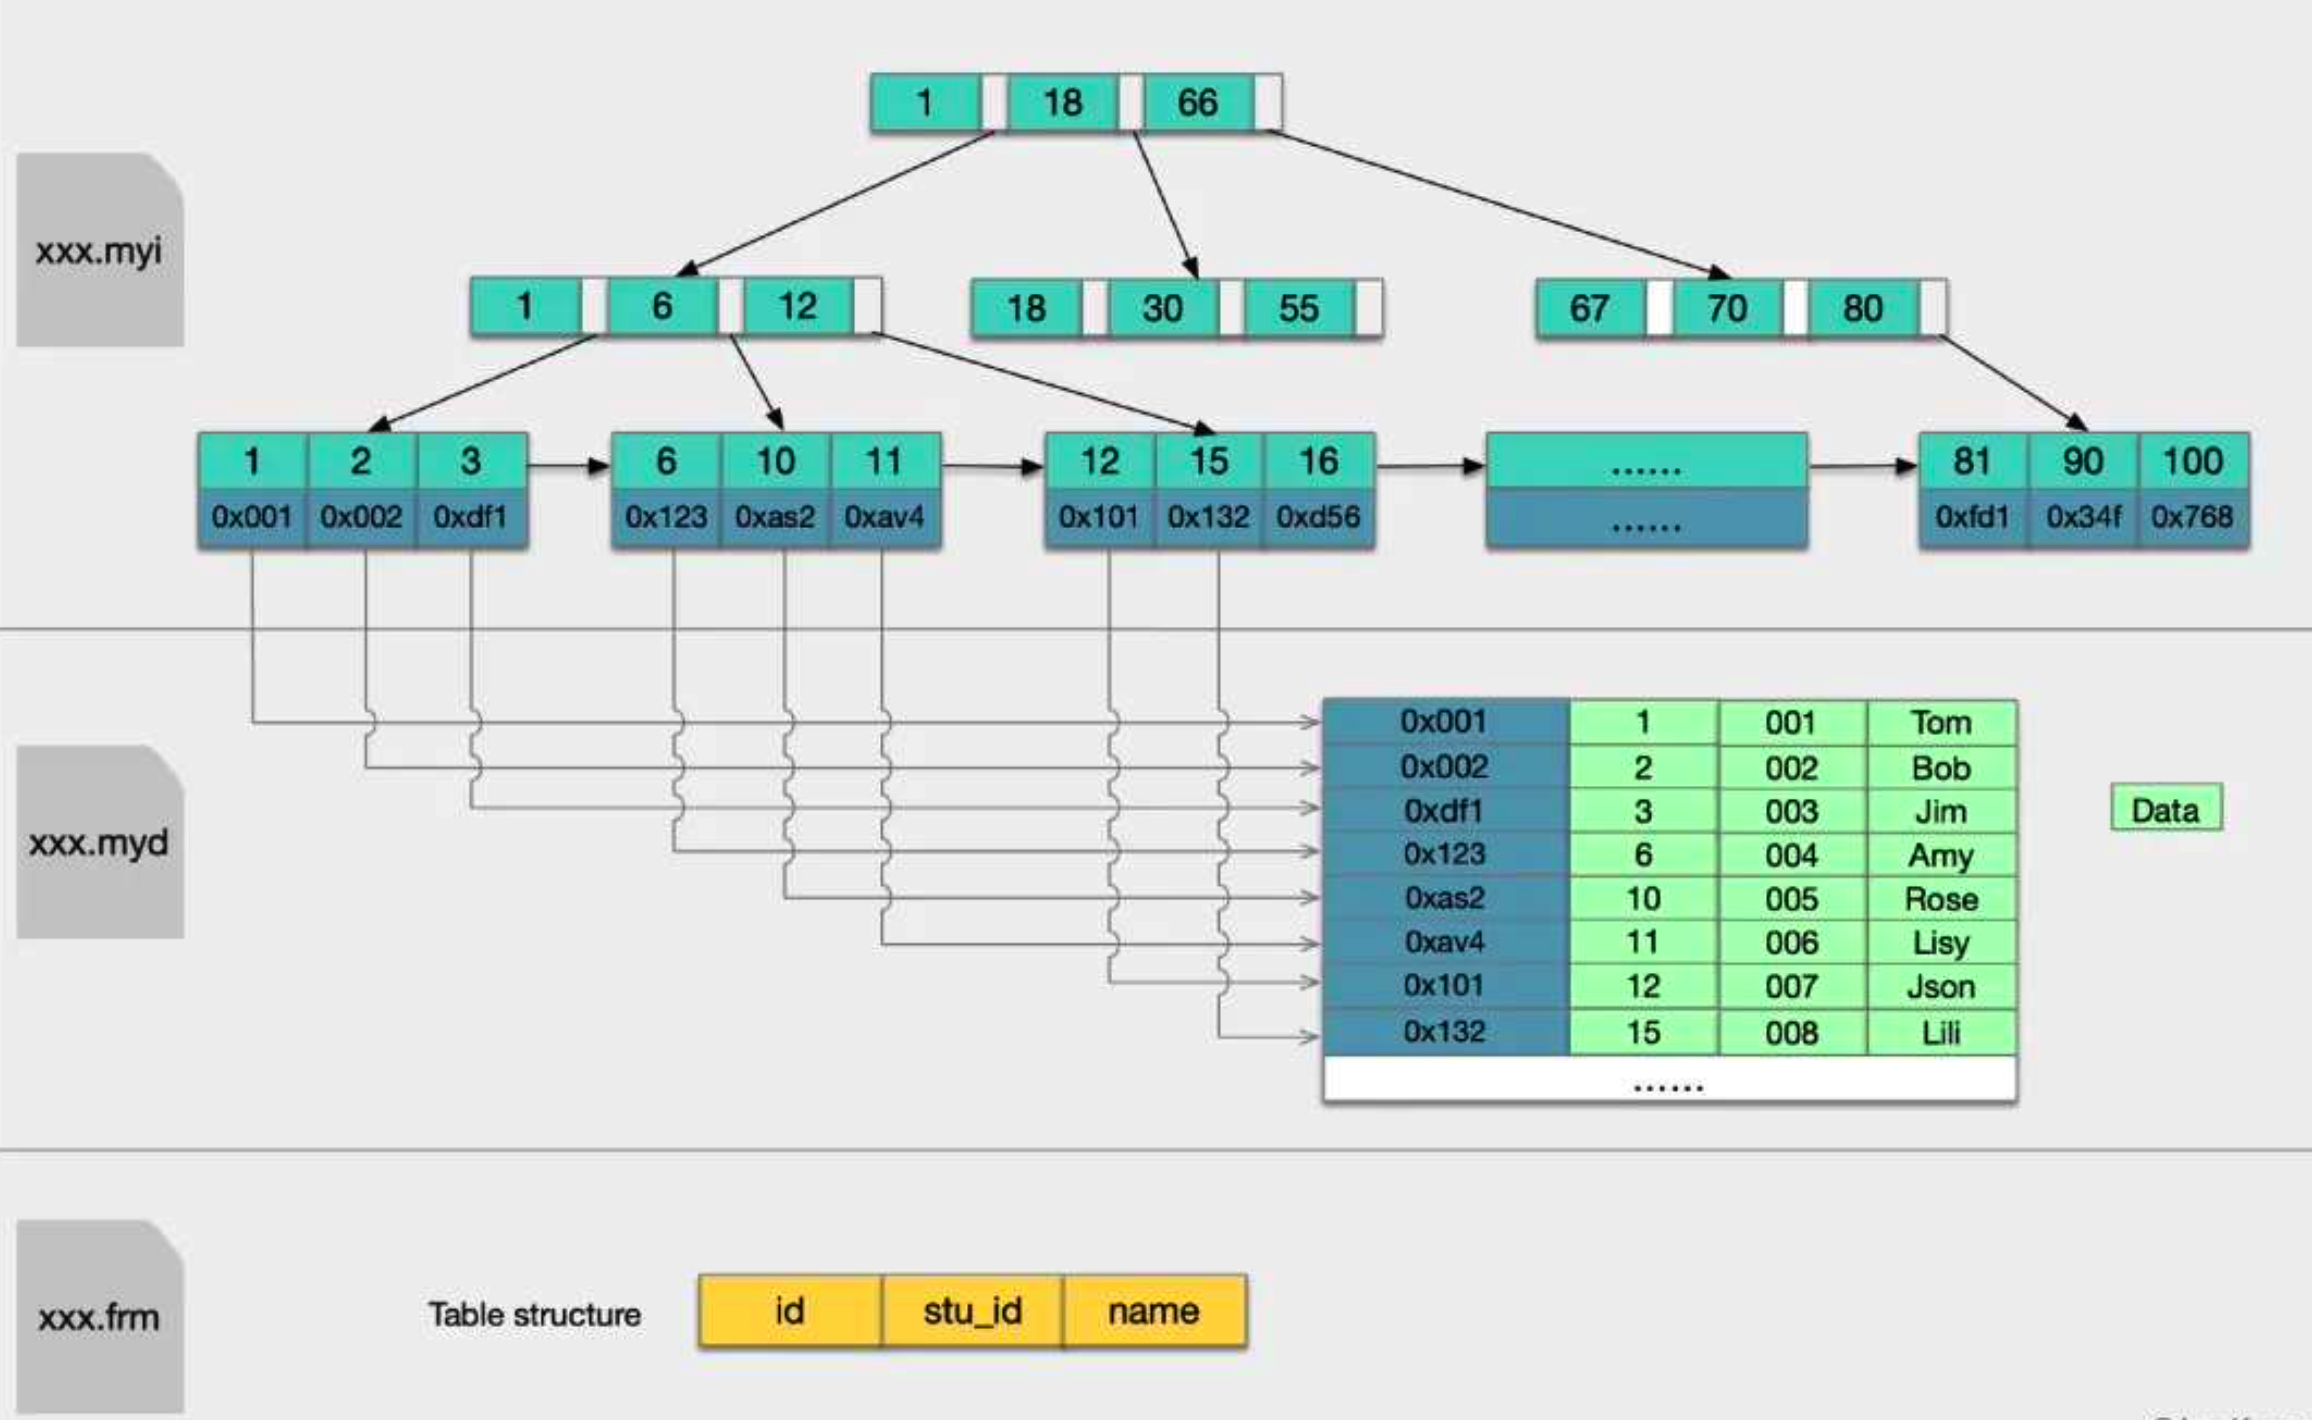 1 18 66
xxx.myi
1 6 12 18 30 55 67 70 80
1 2 3 6 10 11 12 15 16 ...... 81 90 100
0x001 0x002 0xdf1 0x123 0xas2 0xav4 0x101 0x132 0xd56 ...... 0xfd1 0x34f 0x768
xxx.myd
0x001 1 001 Tom
0x002 2 002 Bob
0xdf1 3 003 Jim
0x123 6 004 Amy
0xas2 10 005 Rose
0xav4 11 006 Lisy
0x101 12 007 Json
0x132 15 008 Lili
......
Data
xxx.frm
Table structure id stu_id name